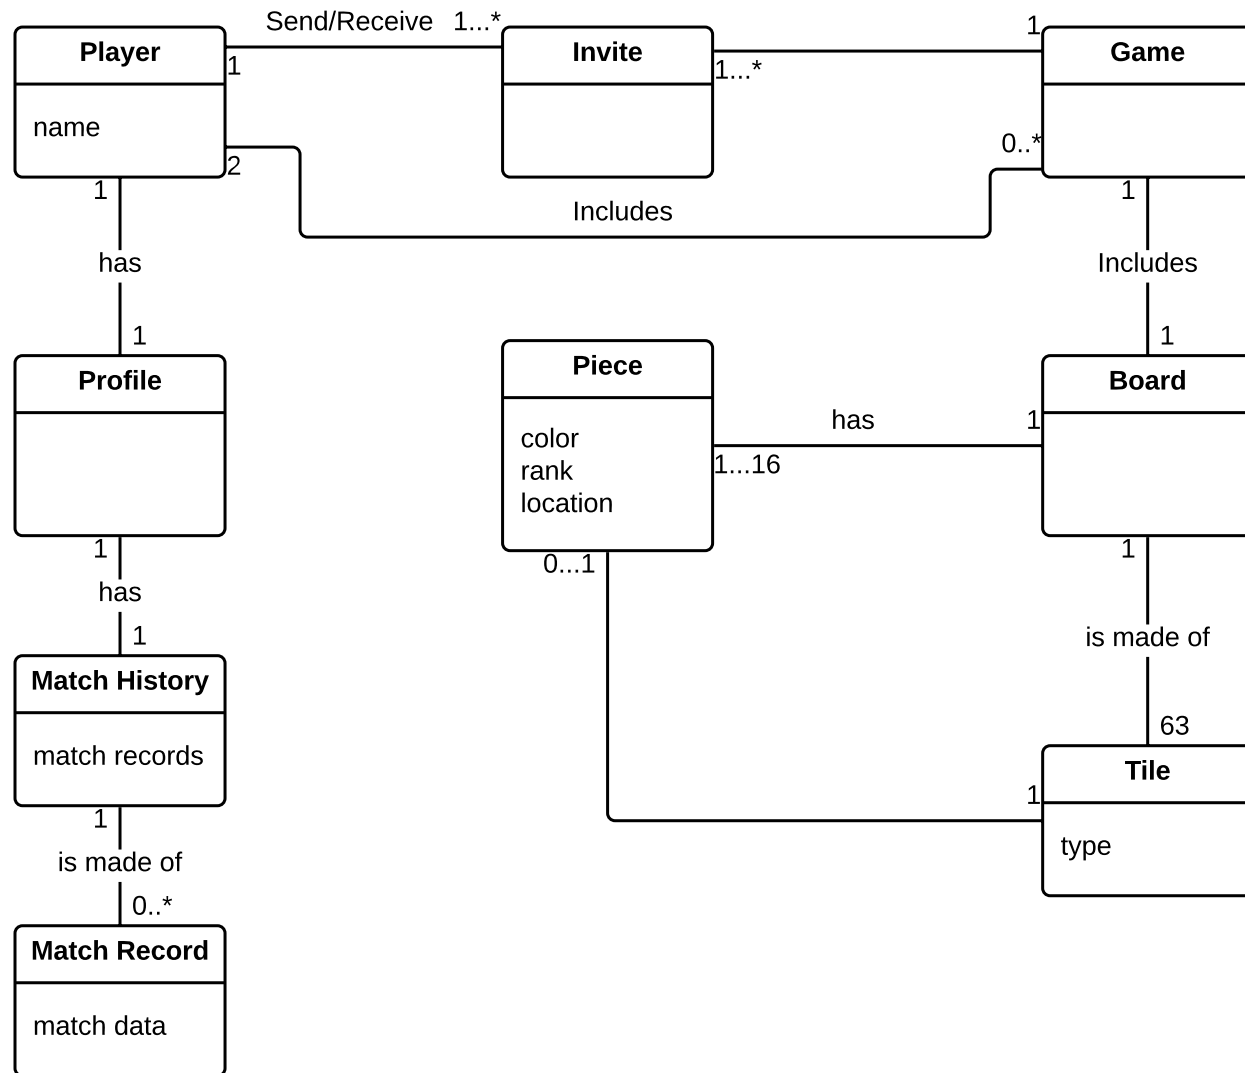 Send/Receive 1...*
Player
1
name
2
1
Invite
1...*
1
Game
0..*
Includes
1
has
1
Includes
1
Profile
1
has
1
Piece
color
rank
location
has
1...16
1
Board
1
0...1
is made of
63
Match History
match records
1
is made of
0..*
1
Tile
type
Match Record
match data